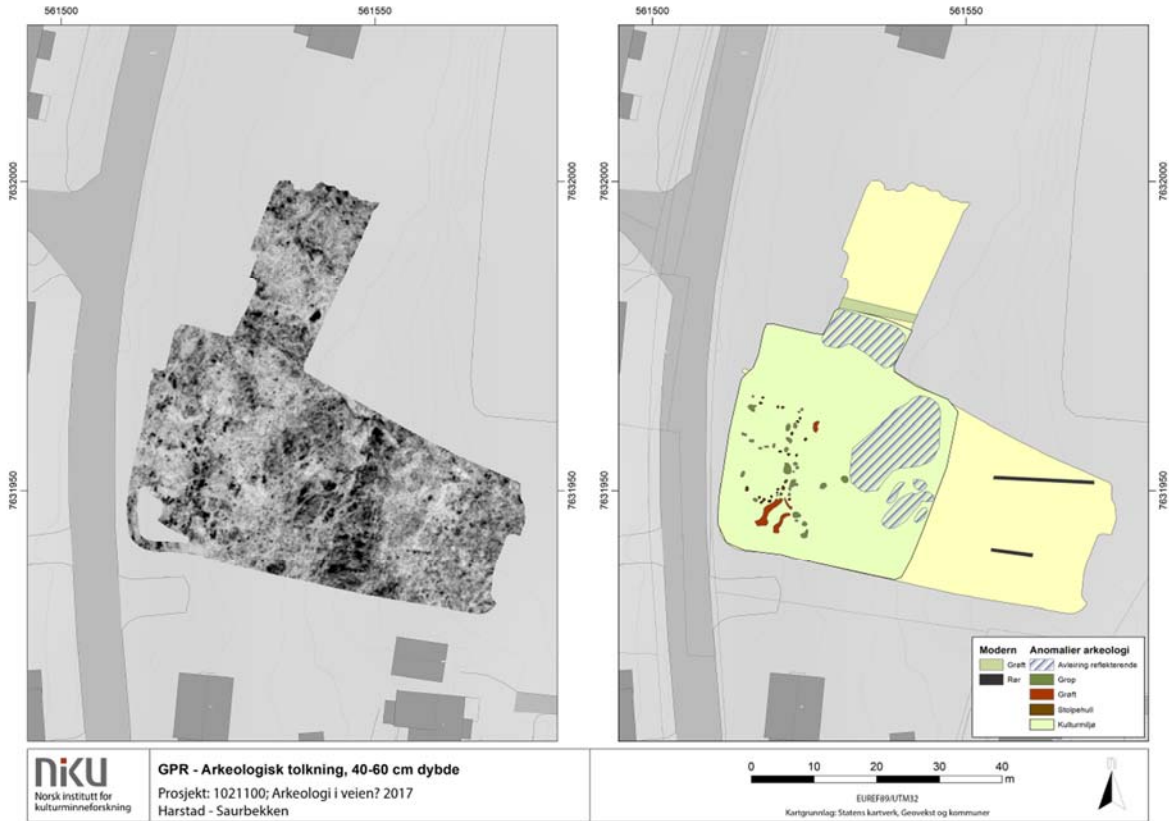 561500
561550
561500
561550
7632000
7632000
7632000
7631950
7631950
7631950
Modern
Grøft
Rør
Anomalier arkeologi
Avleiring reflekterende
Grop
Grøft
Stolpehull
Kulturmiljø
niku
Norsk institutt for
kulturminneforskning
GPR - Arkeologisk tolkning, 40-60 cm dybde
Prosjekt: 1021100; Arkeologi i veien? 2017
Harstad - Saurbekken
0 10 20 30 40
m
EUREF89/UTM32
Kartgrunnlag: Statens kartverk, Geovekst og kommuner